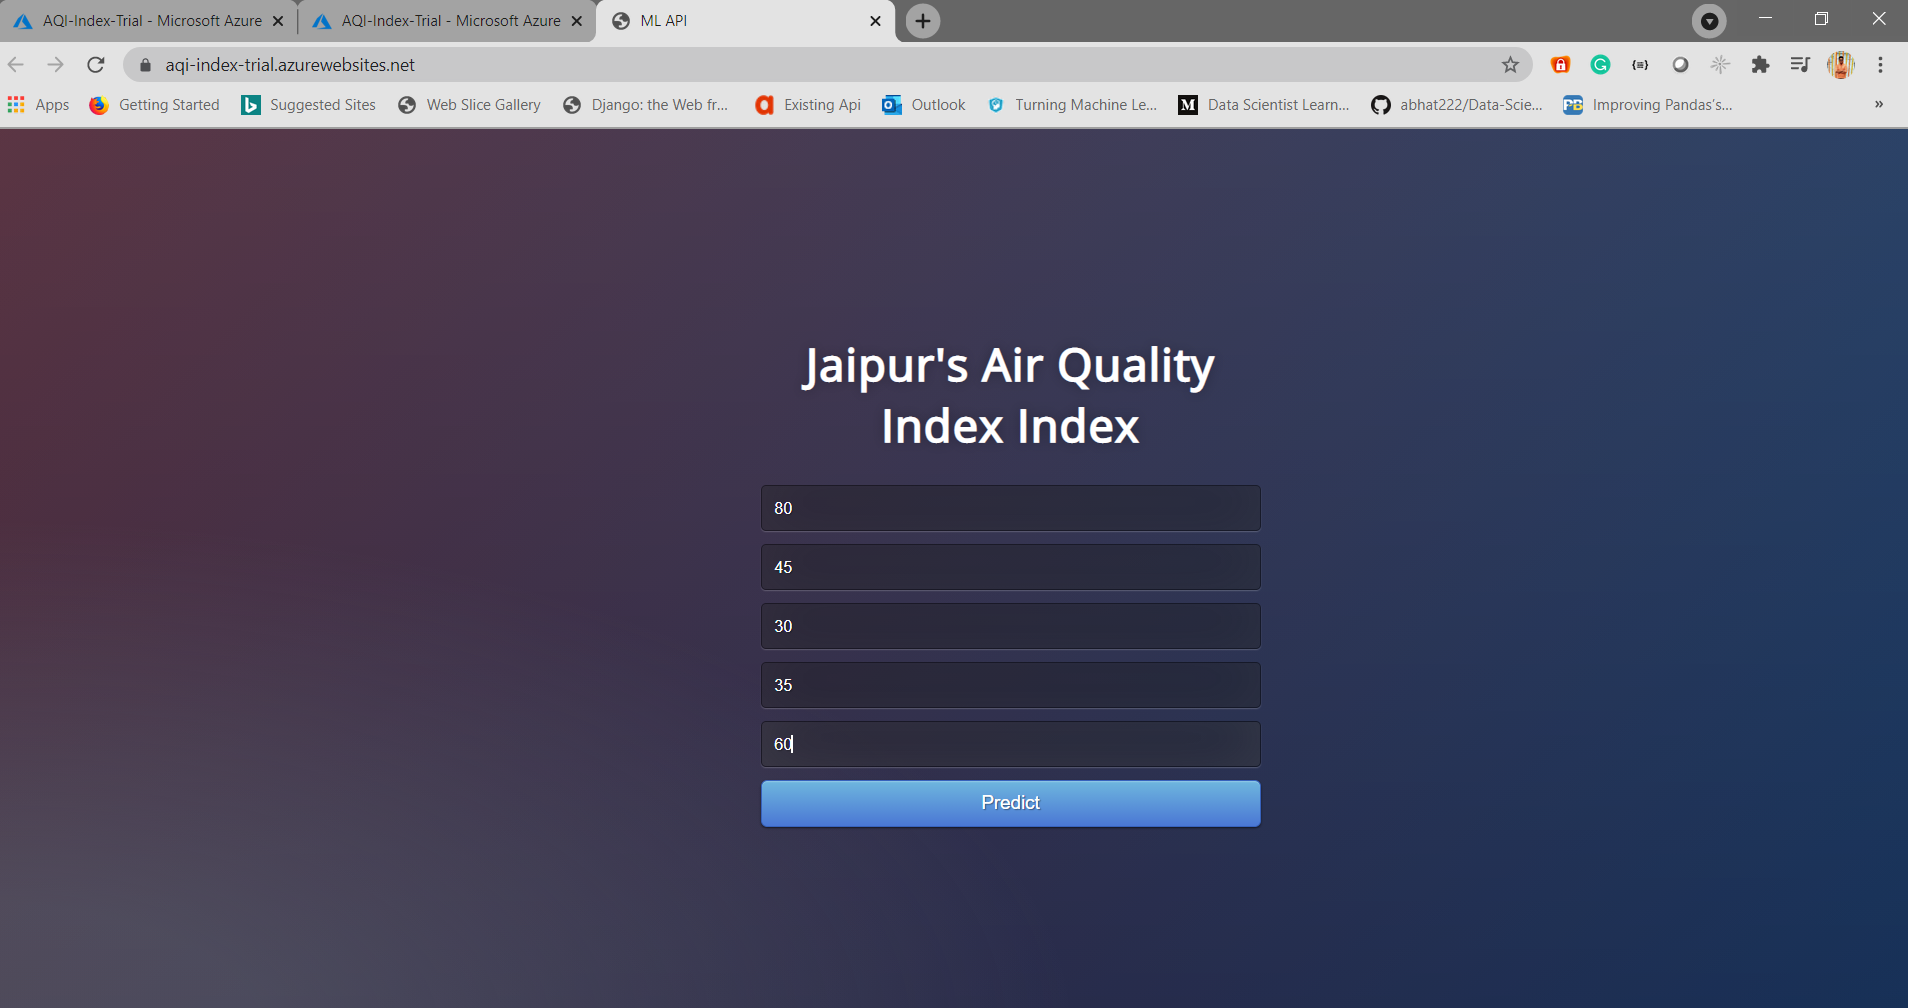 AQI-Index-Trial - Microsoft Azure
AQI-Index-Trial - Microsoft Azure
ML API
aqi-index-trial.azurewebsites.net
Apps
Getting Started
Suggested Sites
Web Slice Gallery
Django: the Web fr...
Existing Api
Outlook
Turning Machine Le...
Data Scientist Learn...
abhat222/Data-Scie...
Improving Pandas's...
»
Jaipur's Air Quality
Index Index
80
45
30
35
60
Predict